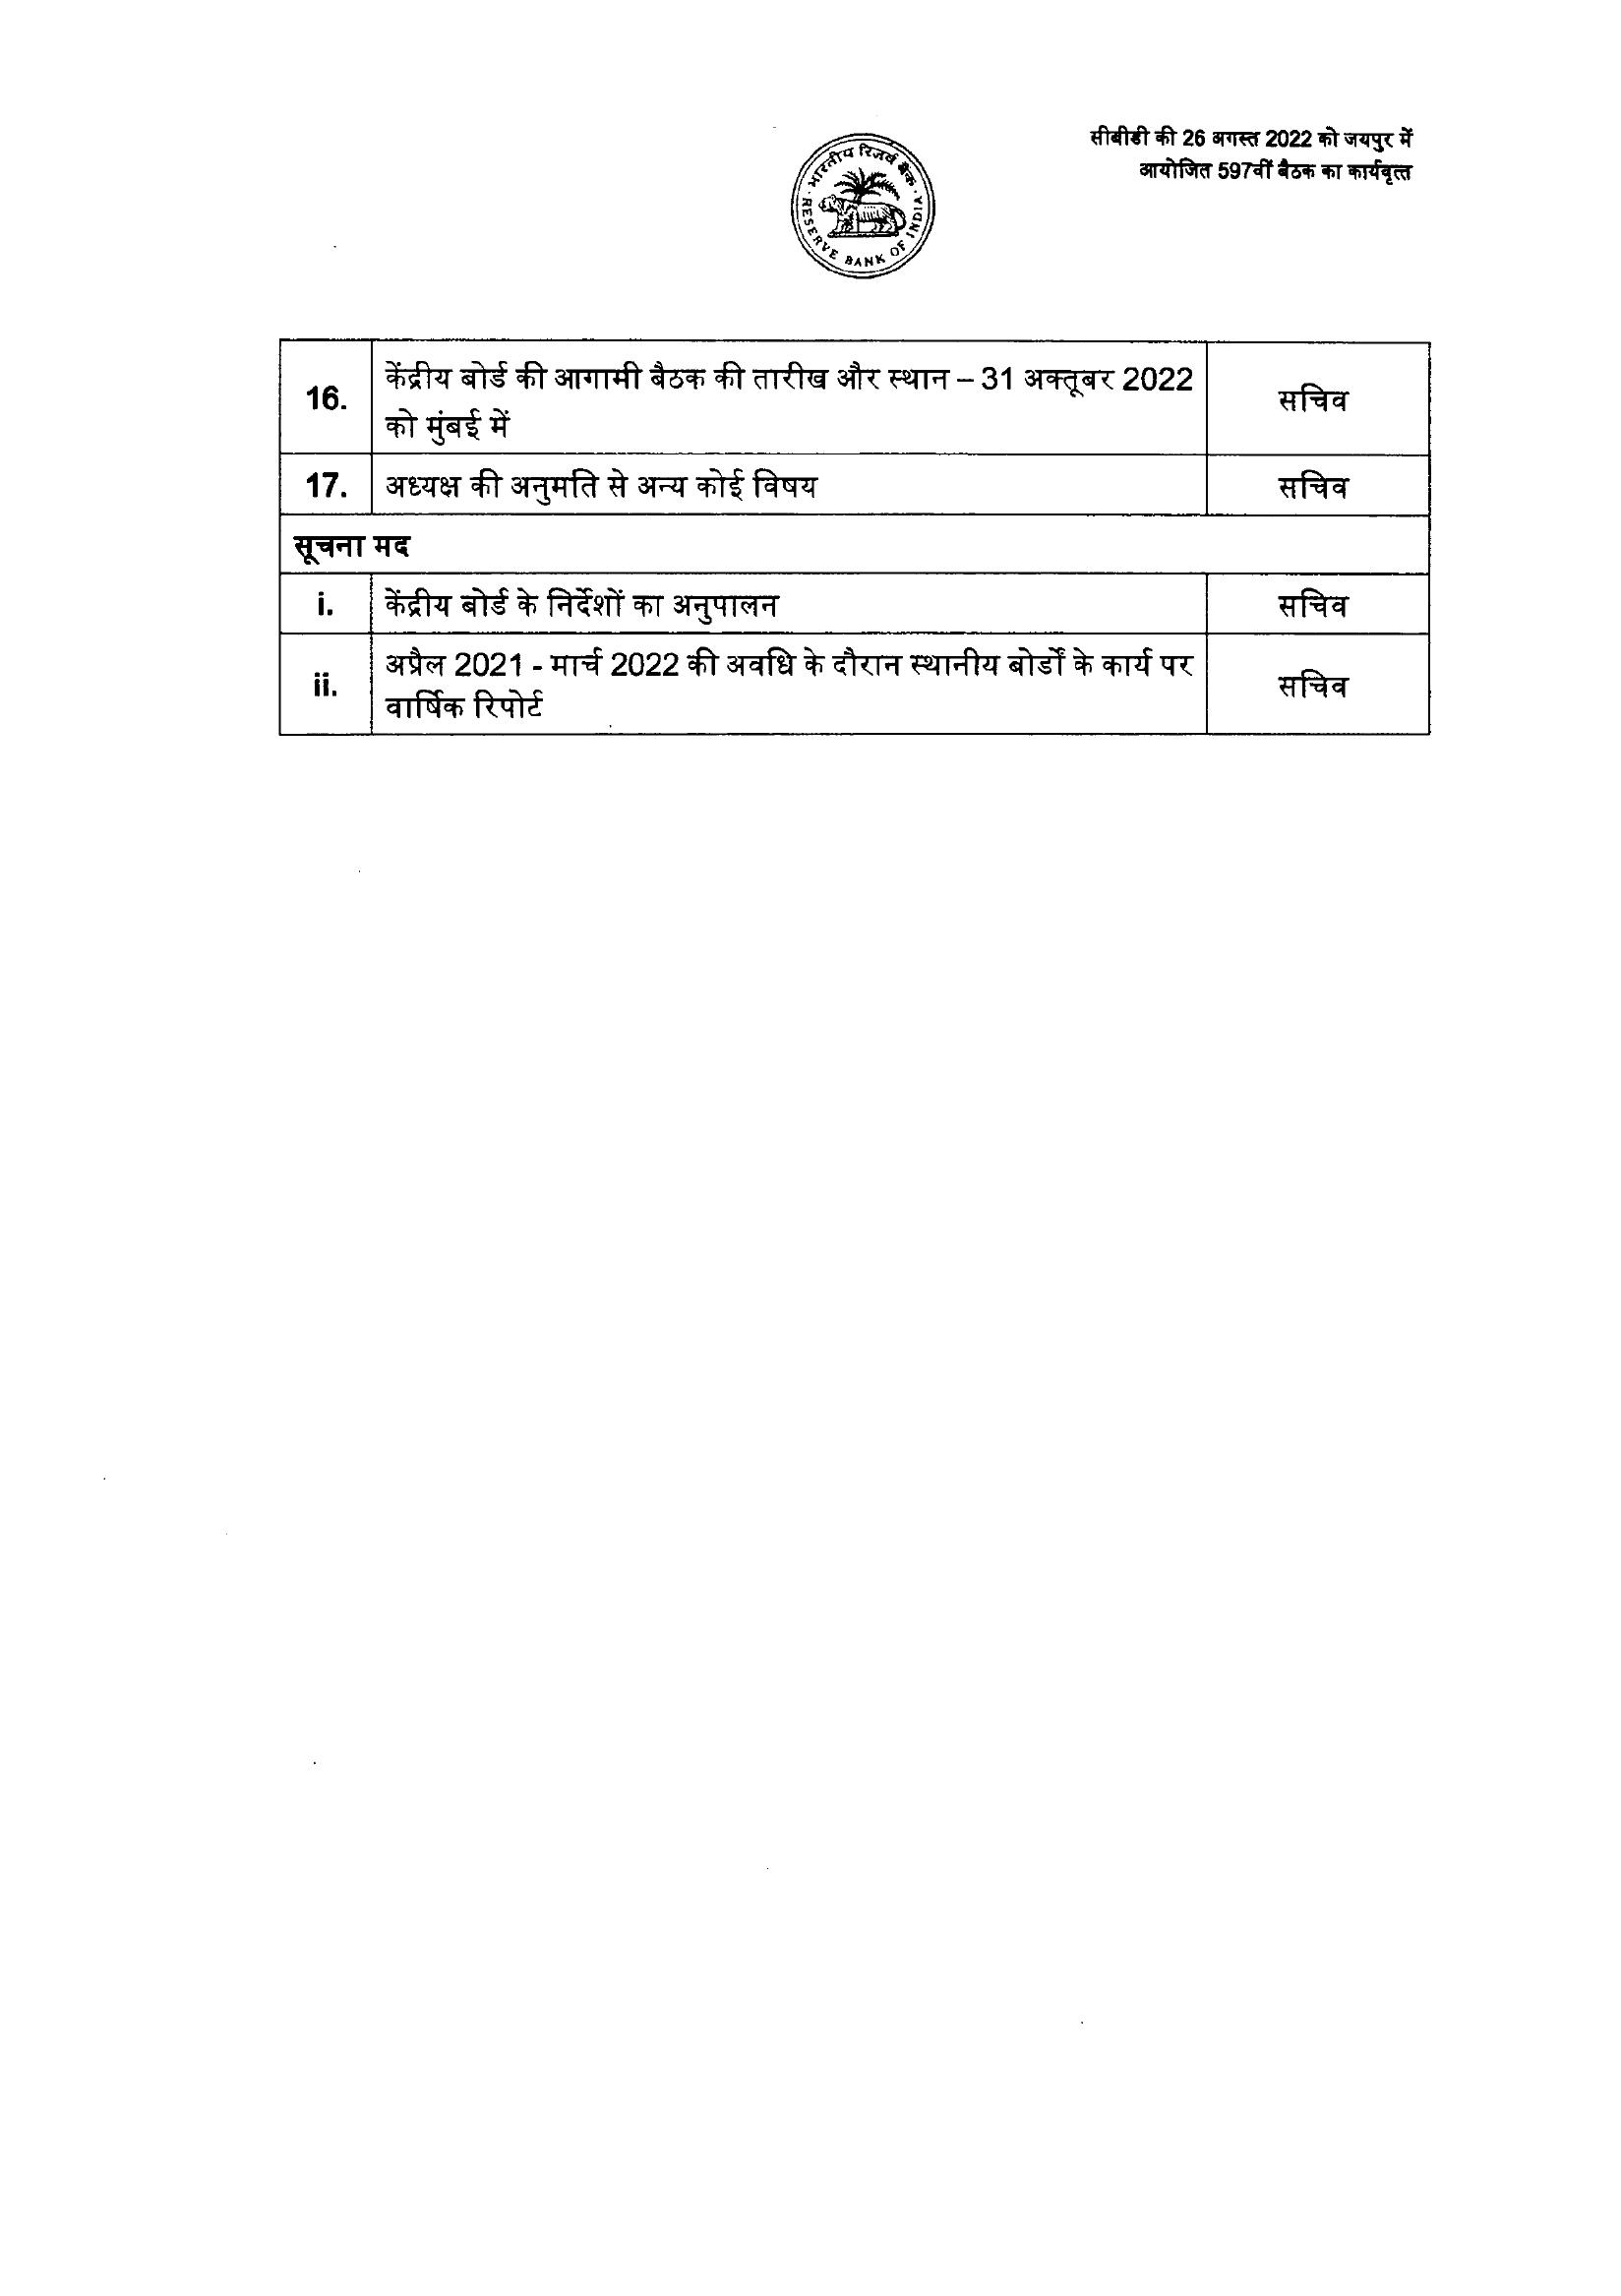 सीबीडी की 26 अगस्त 2022 को जयपुर में
आयोजित 597वीं बैठक का कार्यवृत्त
भारतीय रिज़र्व बैंक
RESERVE BANK OF INDIA
16. केंद्रीय बोर्ड की आगामी बैठक की तारीख और स्थान – 31 अक्तूबर 2022 सचिव
को मुंबई में
17. अध्यक्ष की अनुमति से अन्य कोई विषय सचिव
सूचना मद
i. केंद्रीय बोर्ड के निर्देशों का अनुपालन सचिव
ii. अप्रैल 2021 - मार्च 2022 की अवधि के दौरान स्थानीय बोर्डों के कार्य पर सचिव
वार्षिक रिपोर्ट